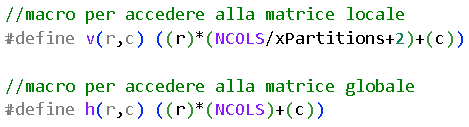 //macro per accedere alla matrice locale
#define v(r,c) ((r)*(NCOLS/xPartitions+2)+(c))
//macro per accedere alla matrice globale
#define h(r,c) ((r)*(NCOLS)+(c))